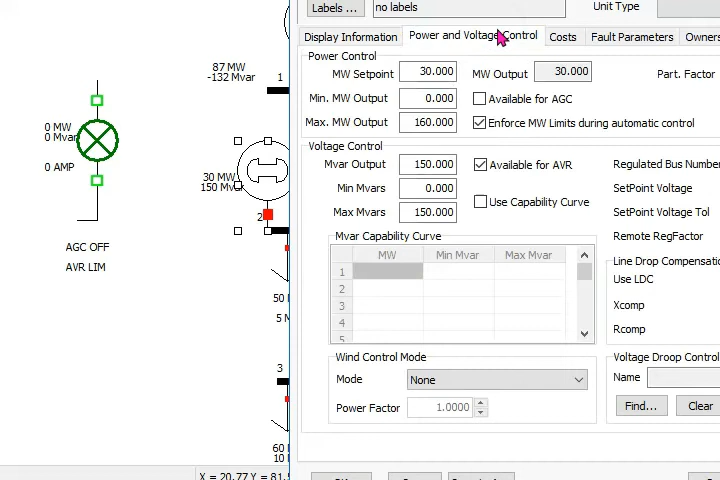 Labels ...
no labels
Unit Type
Display Information
Power and Voltage Control
Costs
Fault Parameters
Owners
Power Control
MW Setpoint
30.000
MW Output
30.000
Part. Factor
Min. MW Output
0.000
Available for AGC
Max. MW Output
160.000
Enforce MW Limits during automatic control
Voltage Control
Mvar Output
150.000
Available for AVR
Regulated Bus Number
Min Mvars
0.000
SetPoint Voltage
Use Capability Curve
Max Mvars
150.000
SetPoint Voltage Tol
Mvar Capability Curve
Remote RegFactor
MW
Min Mvar
Max Mvar
1
2
3
4
5
Line Drop Compensatio
Use LDC
Xcomp
Rcomp
Wind Control Mode
Mode
None
Power Factor
1.0000
Voltage Droop Control
Name
Find...
Clear
87 MW
-132 Mvar
1
0 MW
0 Mvar
0 AMP
30 MW
150 Mvar
2
AGC OFF
AVR LIM
50 M
5 M
3
60 M
10 M
X = 20.77 Y = 81.5